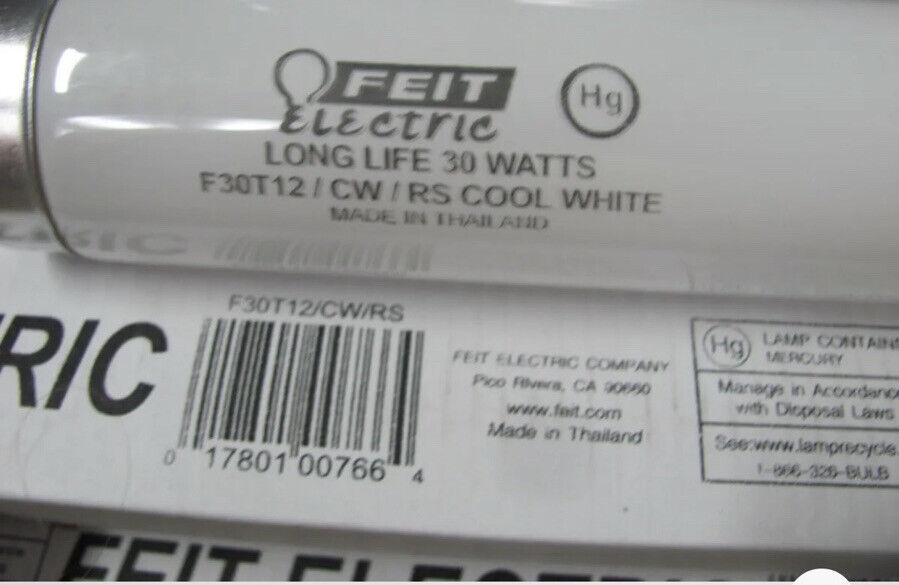 FEIT
Electric
Hg
LONG LIFE 30 WATTS
F30T12 / CW / RS COOL WHITE
MADE IN THAILAND
RIC
F30T12/CW/RS
0 17801 00766 4
FEIT ELECTRIC COMPANY
Pico Rivera, CA 90660
www.feit.com
Made in Thailand
Hg
LAMP CONTAINS
MERCURY
Manage in Accordanc
with Disposal Laws
See:www.lamprecycle.
1-866-326-BULB
FEIT ELECTRIC